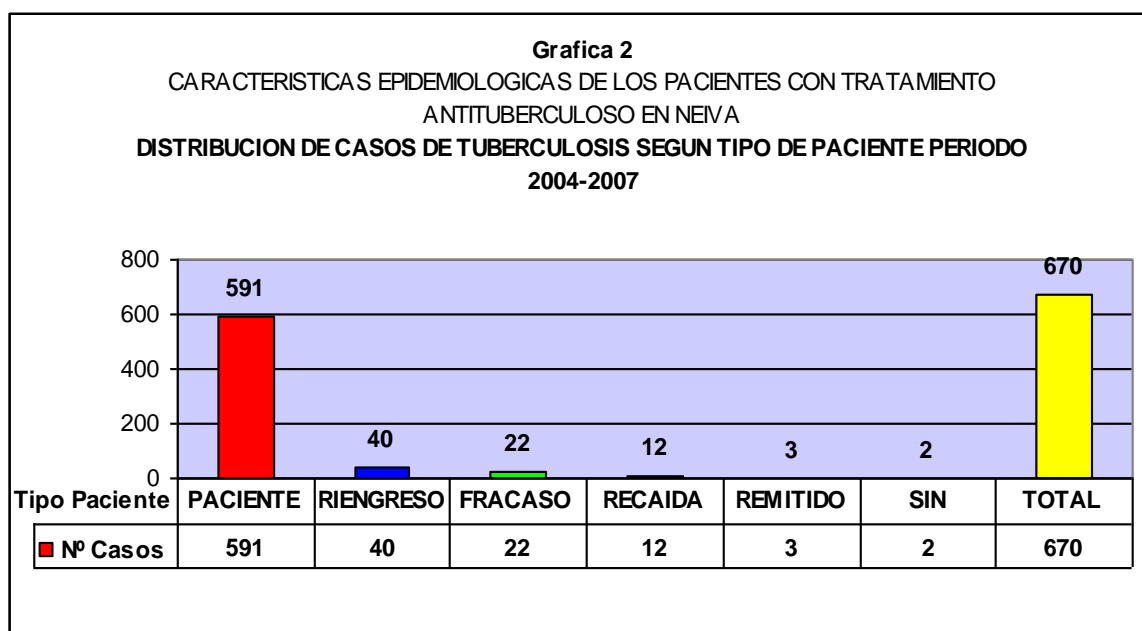 Grafica 2
CARACTERISTICAS EPIDEMIOLOGICAS DE LOS PACIENTES CON TRATAMIENTO
ANTITUBERCULOSO EN NEIVA
DISTRIBUCION DE CASOS DE TUBERCULOSIS SEGUN TIPO DE PACIENTE PERIODO
2004-2007
800
600
400
200
0
591
40
22
12
3
2
670
Tipo Paciente PACIENTE RIENGRESO FRACASO RECAIDA REMITIDO SIN TOTAL
Nº Casos 591 40 22 12 3 2 670